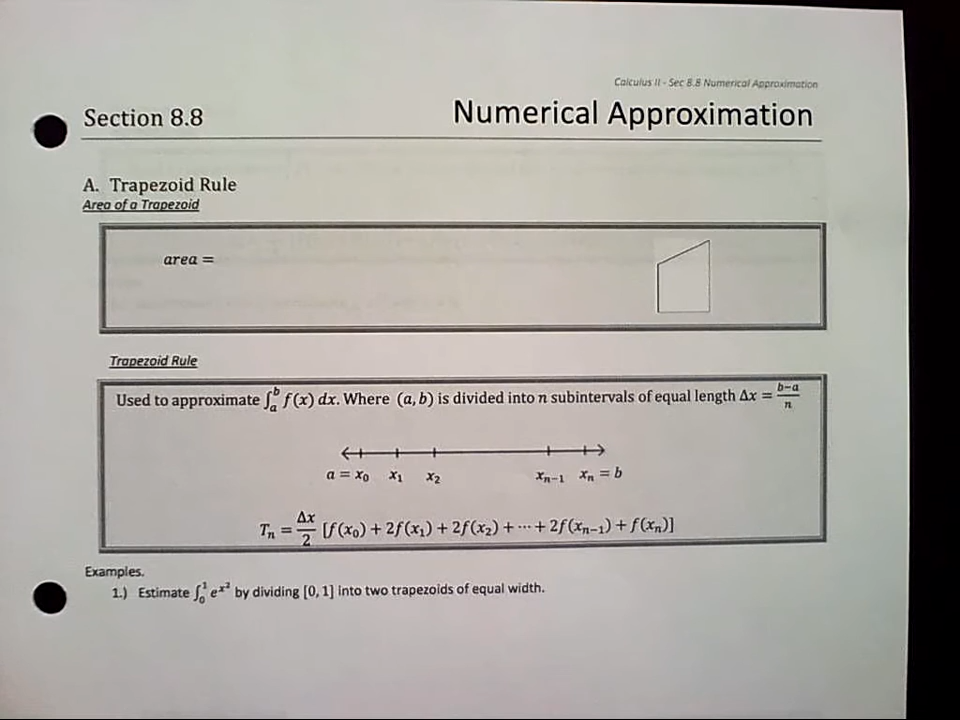 Calculus II - Sec 8.8 Numerical Approximation
Section 8.8 Numerical Approximation
A. Trapezoid Rule
Area of a Trapezoid
area =
Trapezoid Rule
Used to approximate ∫ₐᵇ f(x) dx. Where (a, b) is divided into n subintervals of equal length Δx = (b−a)/n
a = x₀ x₁ x₂ xₙ₋₁ xₙ = b
Tₙ = Δx/2 [f(x₀) + 2f(x₁) + 2f(x₂) + ⋯ + 2f(xₙ₋₁) + f(xₙ)]
Examples.
1.) Estimate ∫₀¹ e^x² by dividing [0, 1] into two trapezoids of equal width.